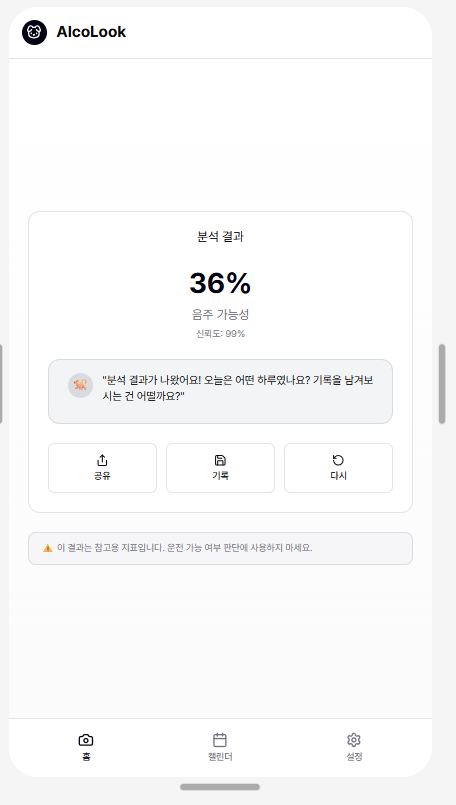 AlcoLook
분석 결과
36%
음주 가능성
신뢰도: 99%
"분석 결과가 나왔어요! 오늘은 어떤 하루였나요? 기록을 남겨보
시는 건 어떨까요?"
공유
기록
다시
이 결과는 참고용 지표입니다. 운전 가능 여부 판단에 사용하지 마세요.
홈
캘린더
설정